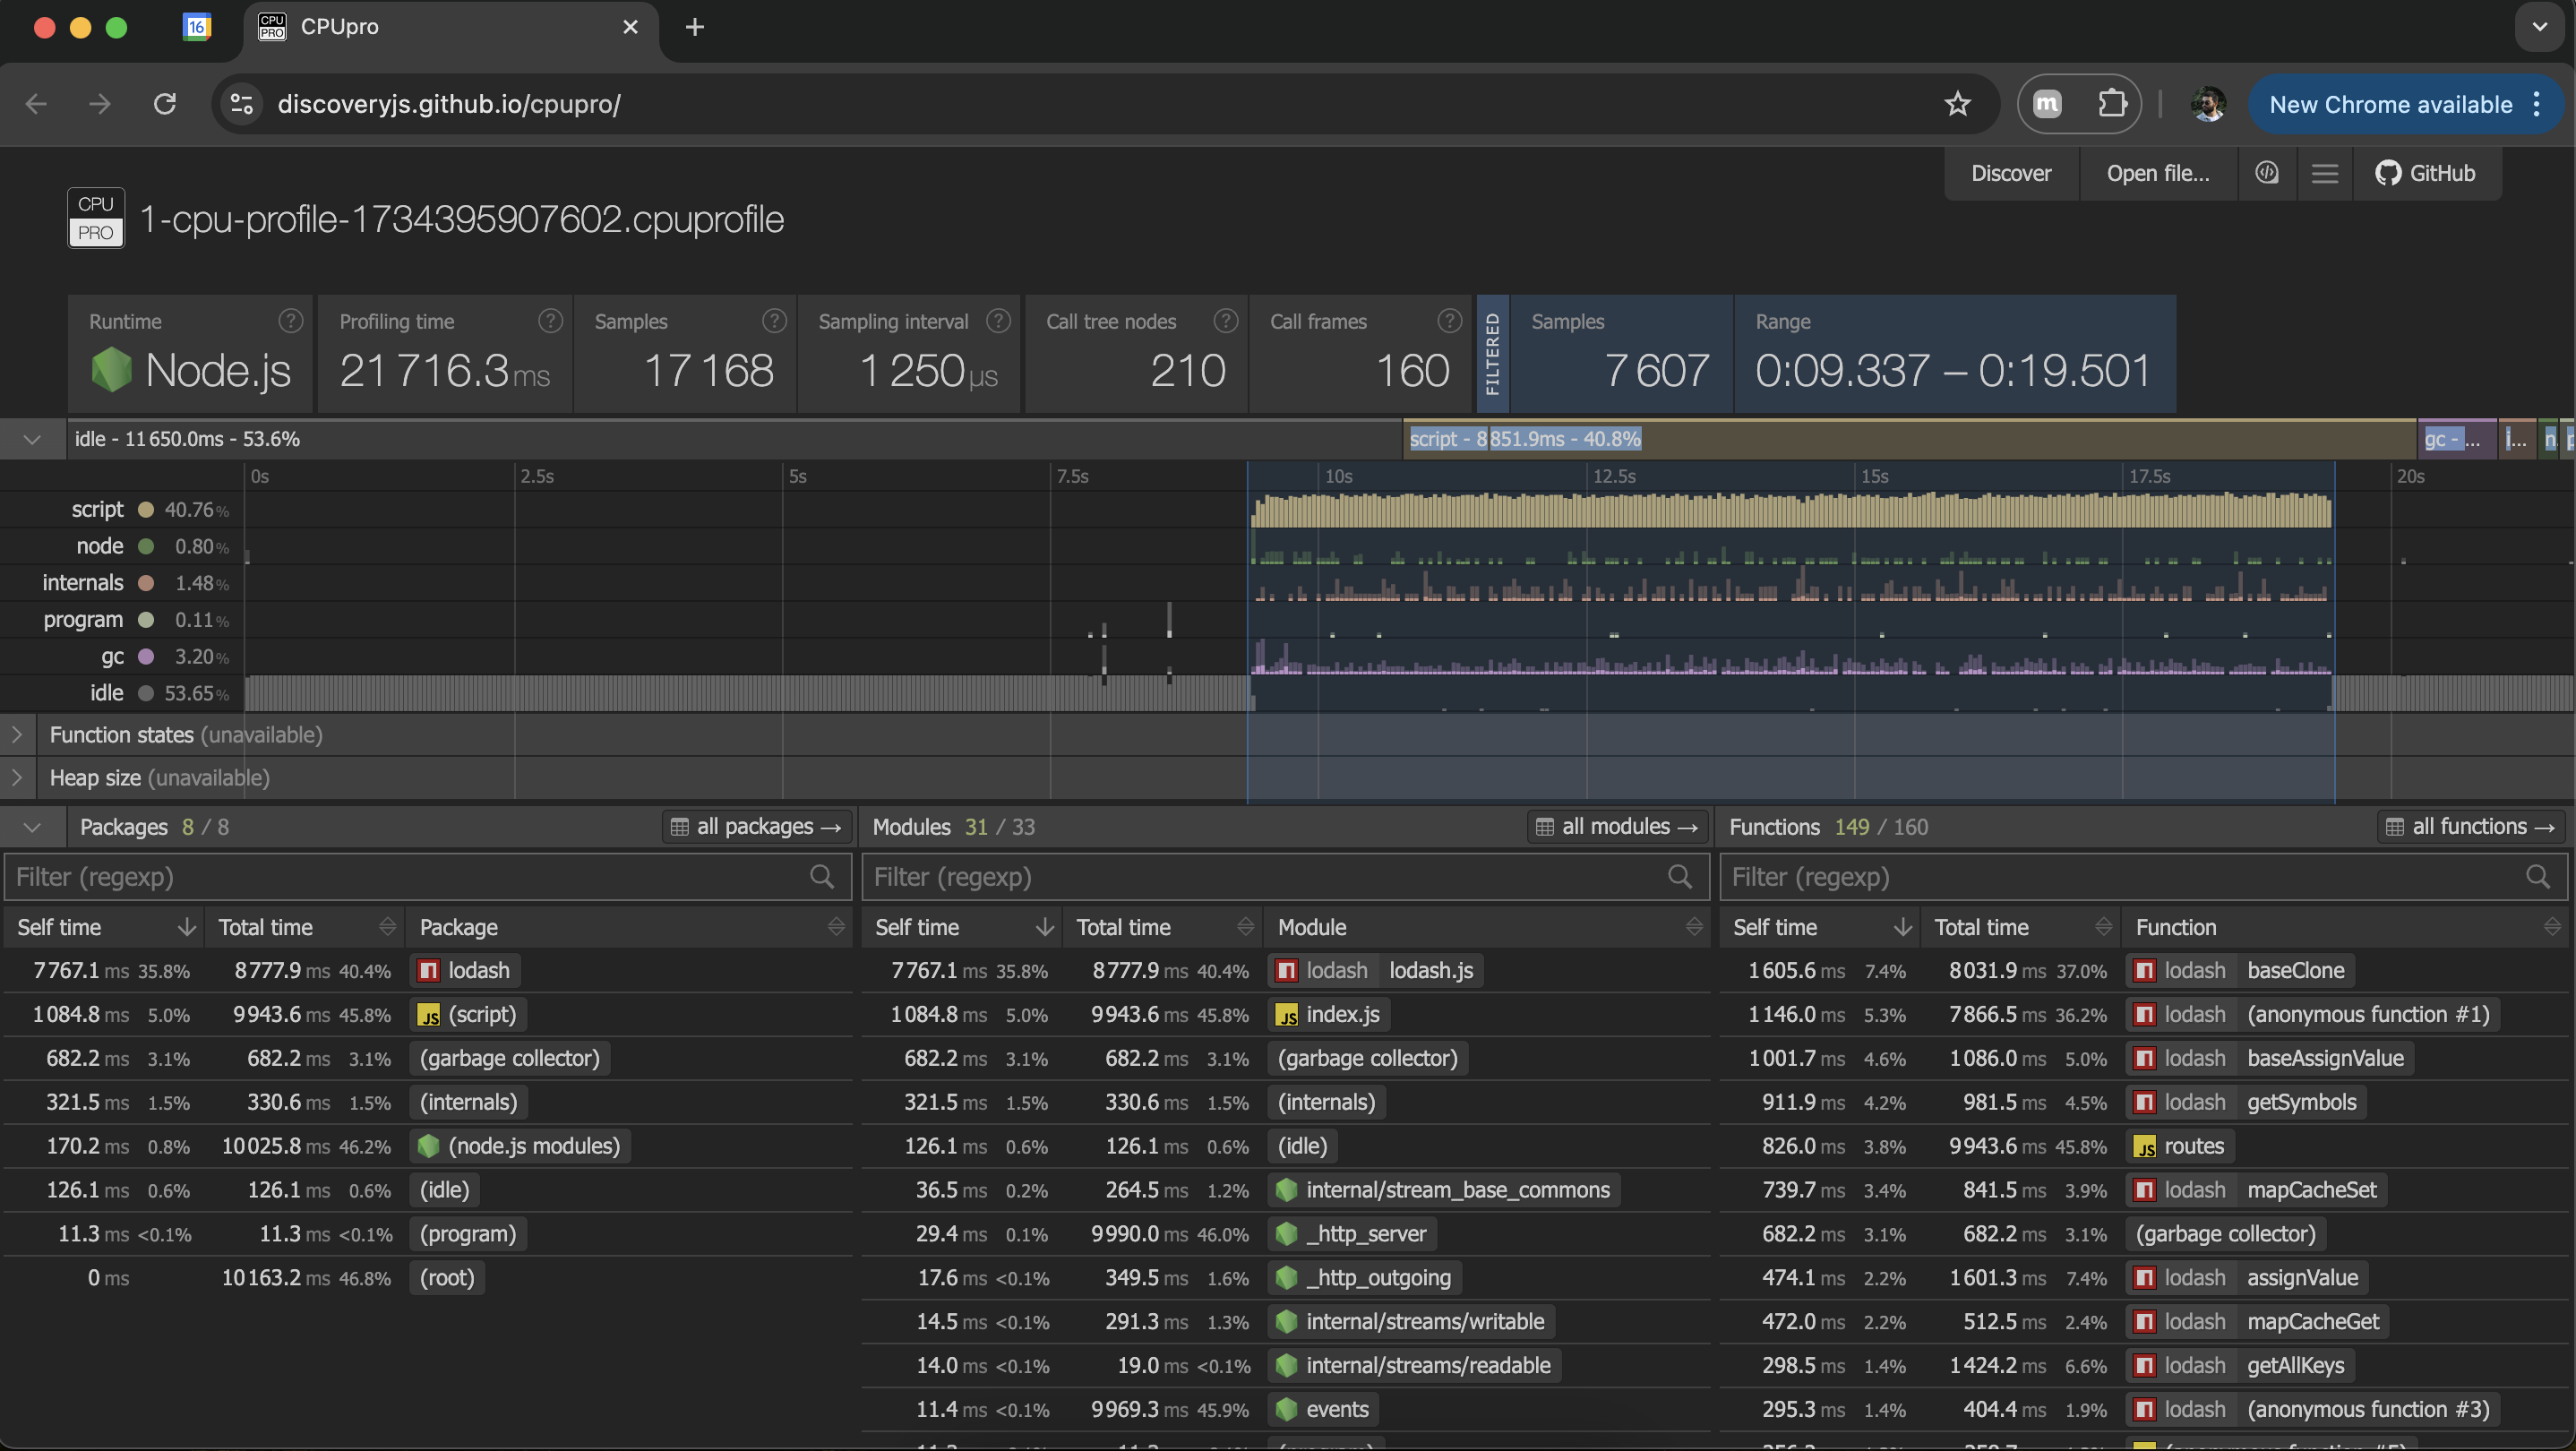 16
CPU PRO
CPUpro
discoveryjs.github.io/cpupro/
m
New Chrome available
Discover
Open file...
GitHub
CPU
PRO
1-cpu-profile-1734395907602.cpuprofile
Runtime ?
Node.js
Profiling time ?
21 716.3 ms
Samples ?
17 168
Sampling interval ?
1 250 µs
Call tree nodes ?
210
Call frames ?
160
FILTERED
Samples
7 607
Range
0:09.337 – 0:19.501
idle - 11 650.0ms - 53.6%
script - 8 851.9ms - 40.8%
gc - ...
i...
n
p
0s 2.5s 5s 7.5s 10s 12.5s 15s 17.5s 20s
script 40.76%
node 0.80%
internals 1.48%
program 0.11%
gc 3.20%
idle 53.65%
Function states (unavailable)
Heap size (unavailable)
Packages 8 / 8
all packages →
Filter (regexp)
Self time Total time Package
7 767.1 ms 35.8% 8 777.9 ms 40.4% lodash
1 084.8 ms 5.0% 9 943.6 ms 45.8% JS (script)
682.2 ms 3.1% 682.2 ms 3.1% (garbage collector)
321.5 ms 1.5% 330.6 ms 1.5% (internals)
170.2 ms 0.8% 10 025.8 ms 46.2% (node.js modules)
126.1 ms 0.6% 126.1 ms 0.6% (idle)
11.3 ms <0.1% 11.3 ms <0.1% (program)
0 ms 10 163.2 ms 46.8% (root)
Modules 31 / 33
all modules →
Filter (regexp)
Self time Total time Module
7 767.1 ms 35.8% 8 777.9 ms 40.4% lodash lodash.js
1 084.8 ms 5.0% 9 943.6 ms 45.8% JS index.js
682.2 ms 3.1% 682.2 ms 3.1% (garbage collector)
321.5 ms 1.5% 330.6 ms 1.5% (internals)
126.1 ms 0.6% 126.1 ms 0.6% (idle)
36.5 ms 0.2% 264.5 ms 1.2% internal/stream_base_commons
29.4 ms 0.1% 9 990.0 ms 46.0% _http_server
17.6 ms <0.1% 349.5 ms 1.6% _http_outgoing
14.5 ms <0.1% 291.3 ms 1.3% internal/streams/writable
14.0 ms <0.1% 19.0 ms <0.1% internal/streams/readable
11.4 ms <0.1% 9 969.3 ms 45.9% events
Functions 149 / 160
all functions →
Filter (regexp)
Self time Total time Function
1 605.6 ms 7.4% 8 031.9 ms 37.0% lodash baseClone
1 146.0 ms 5.3% 7 866.5 ms 36.2% lodash (anonymous function #1)
1 001.7 ms 4.6% 1 086.0 ms 5.0% lodash baseAssignValue
911.9 ms 4.2% 981.5 ms 4.5% lodash getSymbols
826.0 ms 3.8% 9 943.6 ms 45.8% JS routes
739.7 ms 3.4% 841.5 ms 3.9% lodash mapCacheSet
682.2 ms 3.1% 682.2 ms 3.1% (garbage collector)
474.1 ms 2.2% 1 601.3 ms 7.4% lodash assignValue
472.0 ms 2.2% 512.5 ms 2.4% lodash mapCacheGet
298.5 ms 1.4% 1 424.2 ms 6.6% lodash getAllKeys
295.3 ms 1.4% 404.4 ms 1.9% lodash (anonymous function #3)